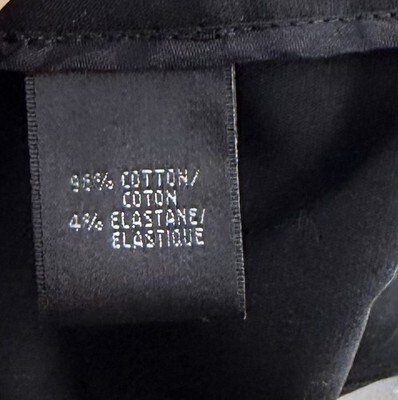 96% COTTON/
COTON
4% ELASTANE/
ELASTIQUE